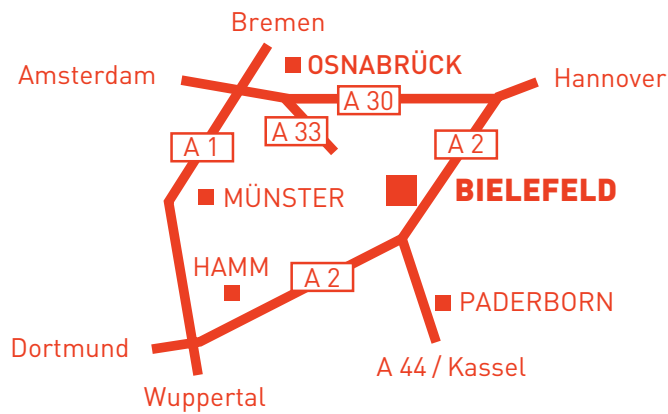 Bremen
Amsterdam
OSNABRÜCK
Hannover
A 30
A 33
A 1
A 2
MÜNSTER
BIELEFELD
HAMM
A 2
PADERBORN
Dortmund
A 44 / Kassel
Wuppertal